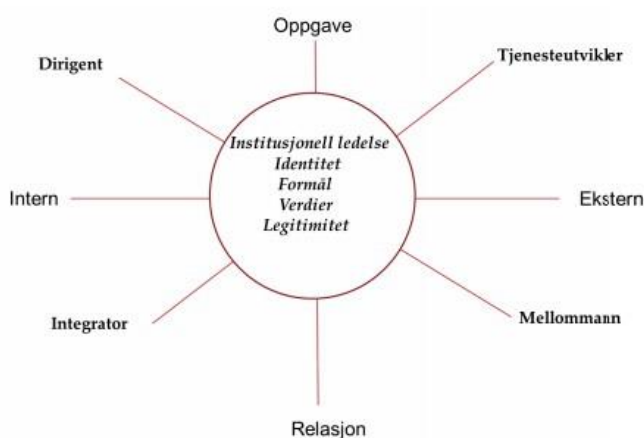 Oppgave
Dirigent
Tjenesteutvikler
Institusjonell ledelse
Identitet
Formål
Verdier
Legitimitet
Intern
Ekstern
Integrator
Mellommann
Relasjon